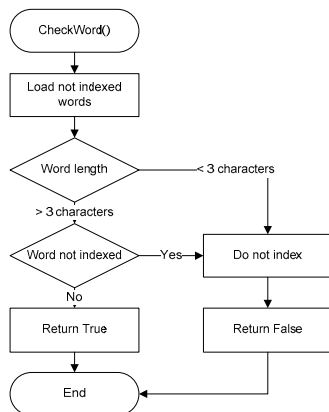 CheckWord()
Load not indexed
words
Word length
< 3 characters
> 3 characters
Word not indexed
Yes
Do not index
No
Return True
Return False
End